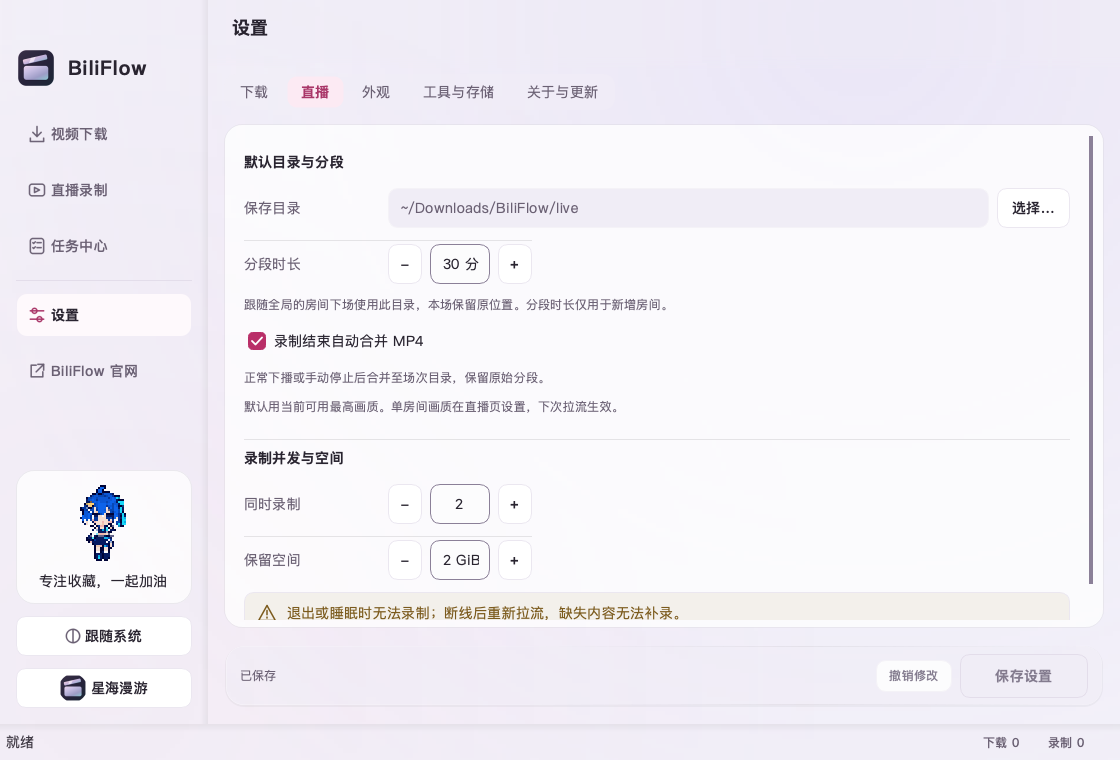 设置
BiliFlow
下载 直播 外观 工具与存储 关于与更新
视频下载
直播录制
任务中心
设置
BiliFlow 官网
专注收藏，一起加油
跟随系统
星海漫游
默认目录与分段
保存目录 ~/Downloads/BiliFlow/live 选择...
分段时长 – 30 分 +
跟随全局的房间下场使用此目录，本场保留原位置。分段时长仅用于新增房间。
录制结束自动合并 MP4
正常下播或手动停止后合并至场次目录，保留原始分段。
默认用当前可用最高画质。单房间画质在直播页设置，下次拉流生效。
录制并发与空间
同时录制 – 2 +
保留空间 – 2 GiB +
退出或睡眠时无法录制；断线后重新拉流，缺失内容无法补录。
已保存 撤销修改 保存设置
就绪 下载 0 录制 0